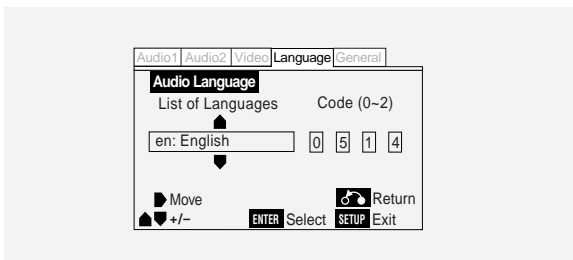 Audio1 Audio2 Video Language General
Audio Language
List of Languages Code (0~2)
en: English 0 5 1 4
Move Return
+/– ENTER Select SETUP Exit